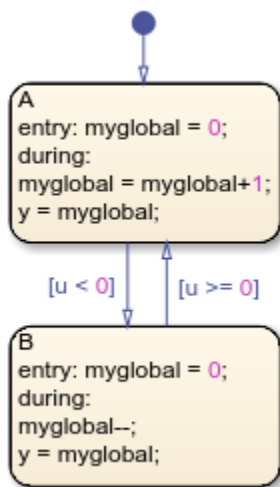 A
entry: myglobal = 0;
during:
myglobal = myglobal+1;
y = myglobal;
[u < 0]
[u >= 0]
B
entry: myglobal = 0;
during:
myglobal--;
y = myglobal;